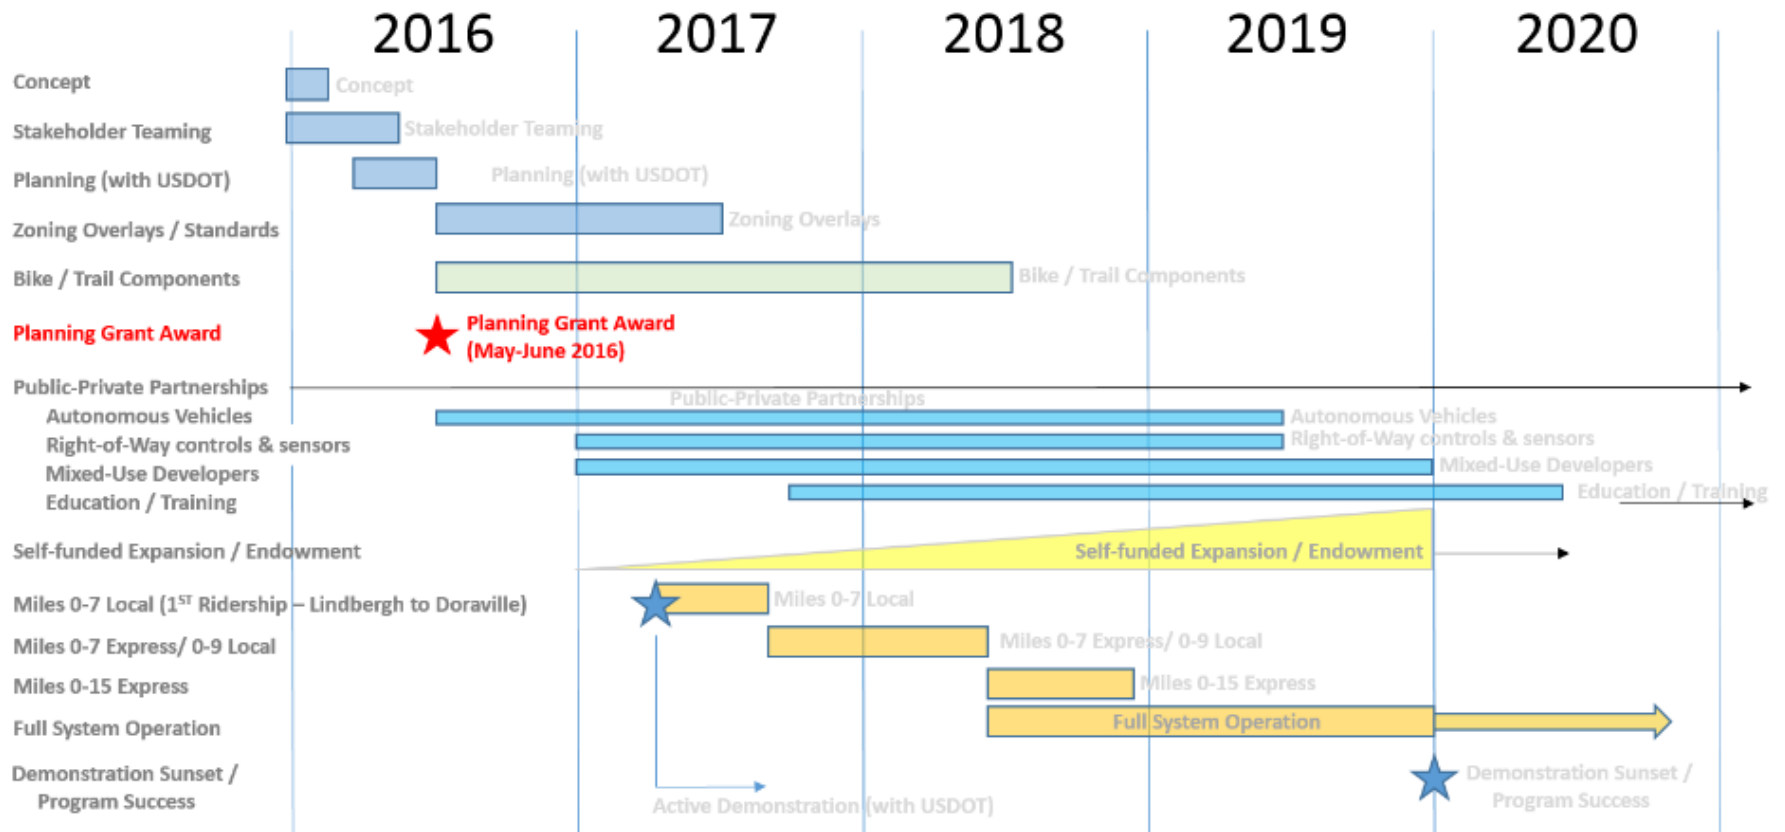 2016 2017 2018 2019 2020
Concept Concept
Stakeholder Teaming Stakeholder Teaming
Planning (with USDOT) Planning (with USDOT)
Zoning Overlays / Standards Zoning Overlays
Bike / Trail Components Bike / Trail Components
Planning Grant Award Planning Grant Award
(May-June 2016)
Public-Private Partnerships
Public-Private Partnerships
Autonomous Vehicles Autonomous Vehicles
Right-of-Way controls & sensors Right-of-Way controls & sensors
Mixed-Use Developers Mixed-Use Developers
Education / Training Education / Training
Self-funded Expansion / Endowment Self-funded Expansion / Endowment
Miles 0-7 Local (1ST Ridership – Lindbergh to Doraville) Miles 0-7 Local
Miles 0-7 Express/ 0-9 Local Miles 0-7 Express/ 0-9 Local
Miles 0-15 Express Miles 0-15 Express
Full System Operation Full System Operation
Demonstration Sunset / Demonstration Sunset /
Program Success Program Success
Active Demonstration (with USDOT)